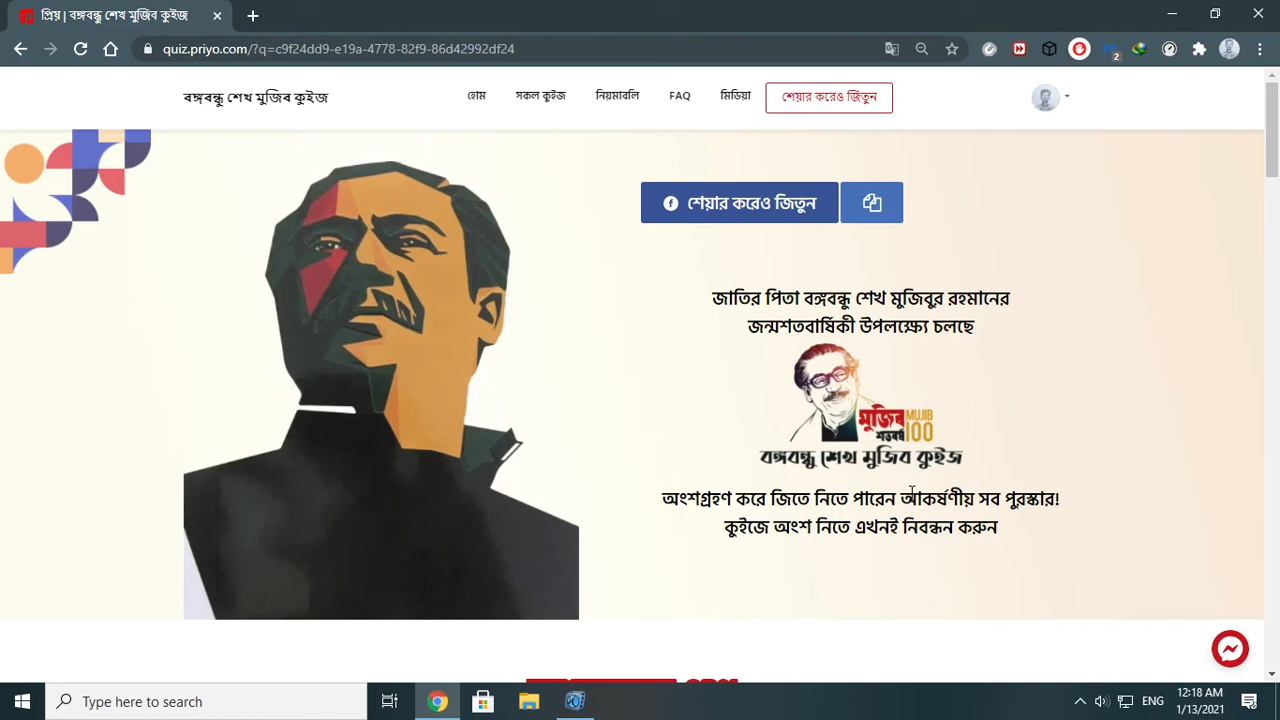 প্রিয় | বঙ্গবন্ধু শেখ মুজিব কুইজ
quiz.priyo.com/?q=c9f24dd9-e19a-4778-82f9-86d42992df24
2
বঙ্গবন্ধু শেখ মুজিব কুইজ
হোম
সকল কুইজ
নিয়মাবলি
FAQ
মিডিয়া
শেয়ার করেও জিতুন
শেয়ার করেও জিতুন
জাতির পিতা বঙ্গবন্ধু শেখ মুজিবুর রহমানের
জন্মশতবার্ষিকী উপলক্ষ্যে চলছে
মুজিব MUJIB
শতবর্ষ 100
বঙ্গবন্ধু শেখ মুজিব কুইজ
অংশগ্রহণ করে জিতে নিতে পারেন আকর্ষণীয় সব পুরস্কার!
কুইজে অংশ নিতে এখনই নিবন্ধন করুন
Type here to search
ENG
12:18 AM
1/13/2021